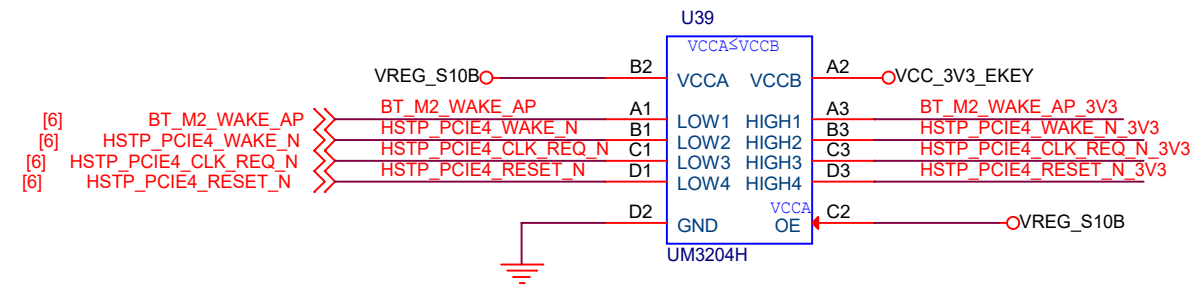 U39
VCCA≤VCCB
VREG_S10B B2 VCCA VCCB A2 VCC_3V3_EKEY
[6] BT_M2_WAKE_AP BT_M2_WAKE_AP A1 LOW1 HIGH1 A3 BT_M2_WAKE_AP_3V3
[6] HSTP_PCIE4_WAKE_N HSTP_PCIE4_WAKE_N B1 LOW2 HIGH2 B3 HSTP_PCIE4_WAKE_N_3V3
[6] HSTP_PCIE4_CLK_REQ_N HSTP_PCIE4_CLK_REQ_N C1 LOW3 HIGH3 C3 HSTP_PCIE4_CLK_REQ_N_3V3
[6] HSTP_PCIE4_RESET_N HSTP_PCIE4_RESET_N D1 LOW4 HIGH4 D3 HSTP_PCIE4_RESET_N_3V3
VCCA
D2 GND OE C2 VREG_S10B
UM3204H